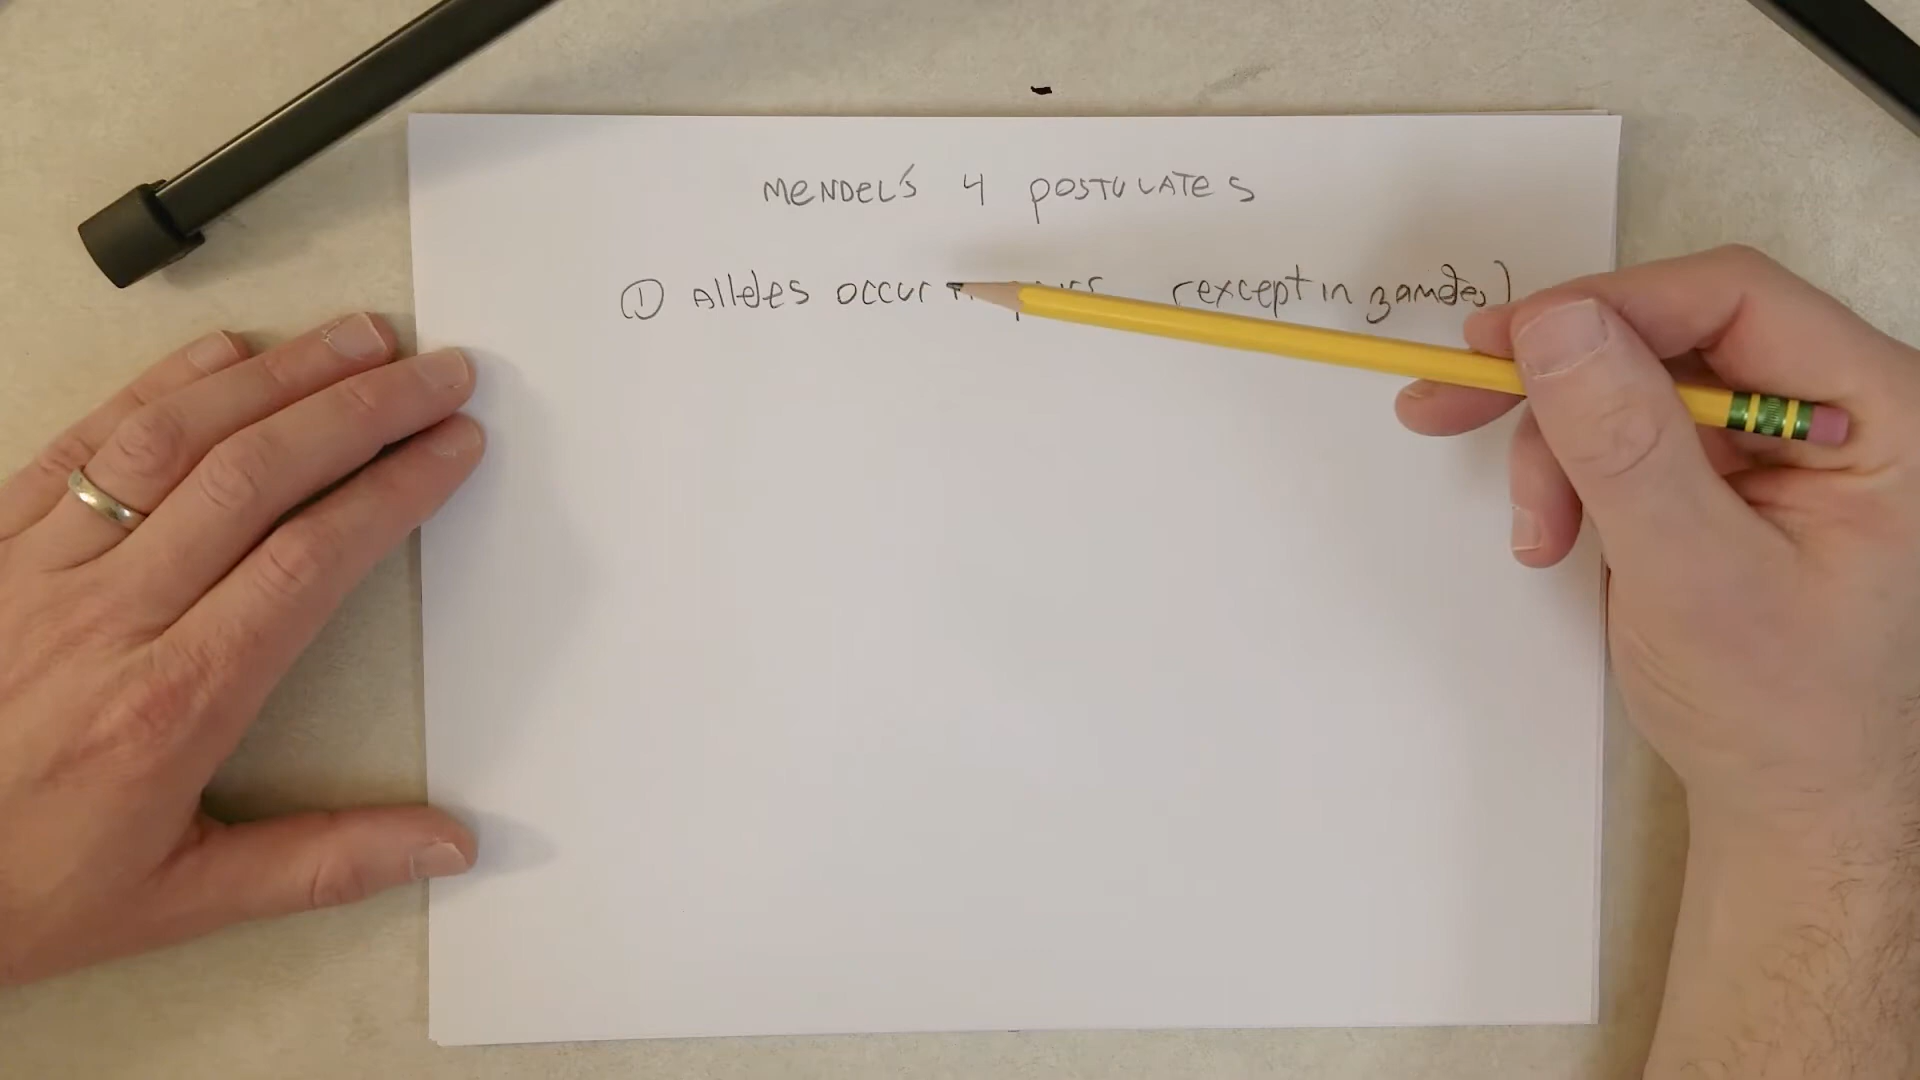 MENDEL'S 4 POSTULATES
① Alleles occur (except in gametes)